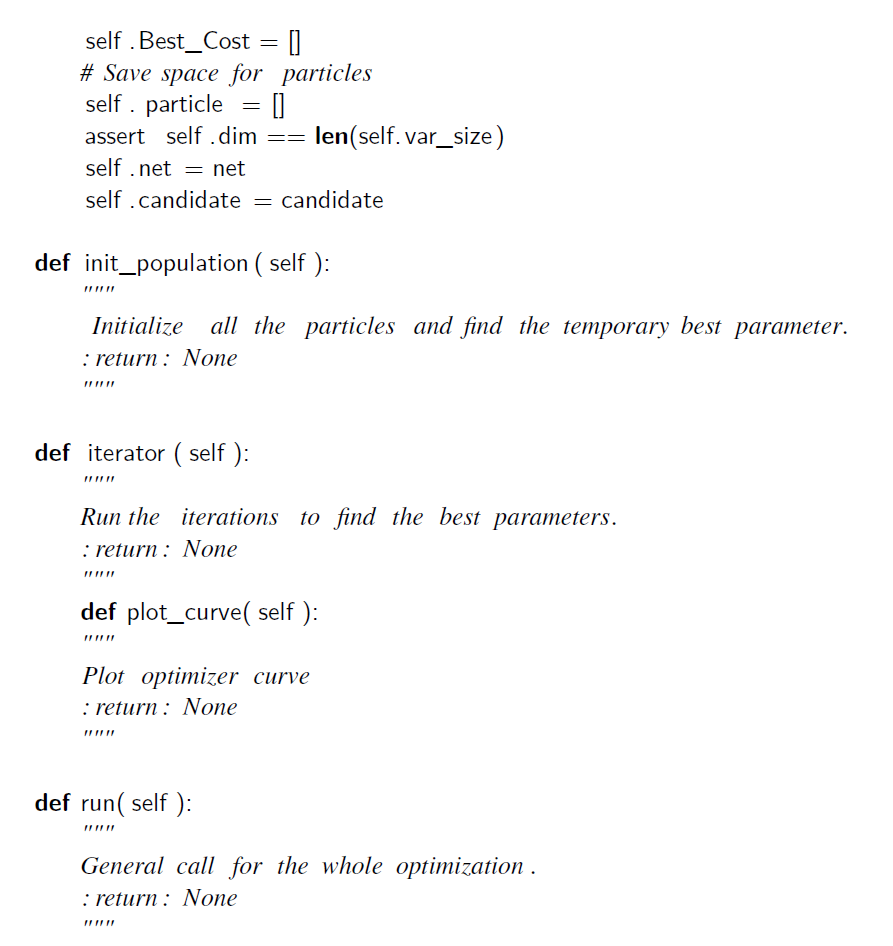 self .Best_Cost = []
# Save space for particles
self . particle = []
assert self .dim == len(self.var_size)
self .net = net
self .candidate = candidate
def init_population ( self ):
"""
Initialize all the particles and find the temporary best parameter.
: return : None
"""
def iterator ( self ):
"""
Run the iterations to find the best parameters.
: return : None
"""
def plot_curve( self ):
"""
Plot optimizer curve
: return : None
"""
def run( self ):
"""
General call for the whole optimization .
: return : None
"""